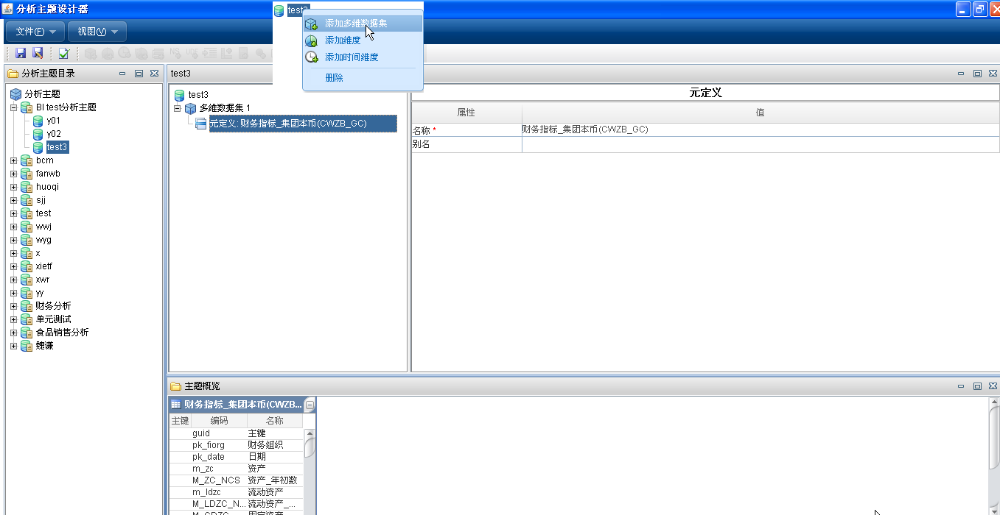 分析主题设计器
文件(F) 视图(V)
test3
添加多维数据集
添加维度
添加时间维度
删除
分析主题目录
分析主题
BI test分析主题
y01
y02
test3
bcm
fanwb
huoqi
sjj
test
wwj
wyg
x
xietf
xwr
yy
财务分析
单元测试
食品销售分析
魏谦
test3
test3
多维数据集 1
元定义: 财务指标_集团本币(CWZB_GC)
元定义
属性 值
名称 * 财务指标_集团本币(CWZB_GC)
别名
主题概览
财务指标_集团本币(CWZB...
主键 编码 名称
guid 主键
pk_fiorg 财务组织
pk_date 日期
m_zc 资产
M_ZC_NCS 资产_年初数
m_ldzc 流动资产
M_LDZC_N... 流动资产_...